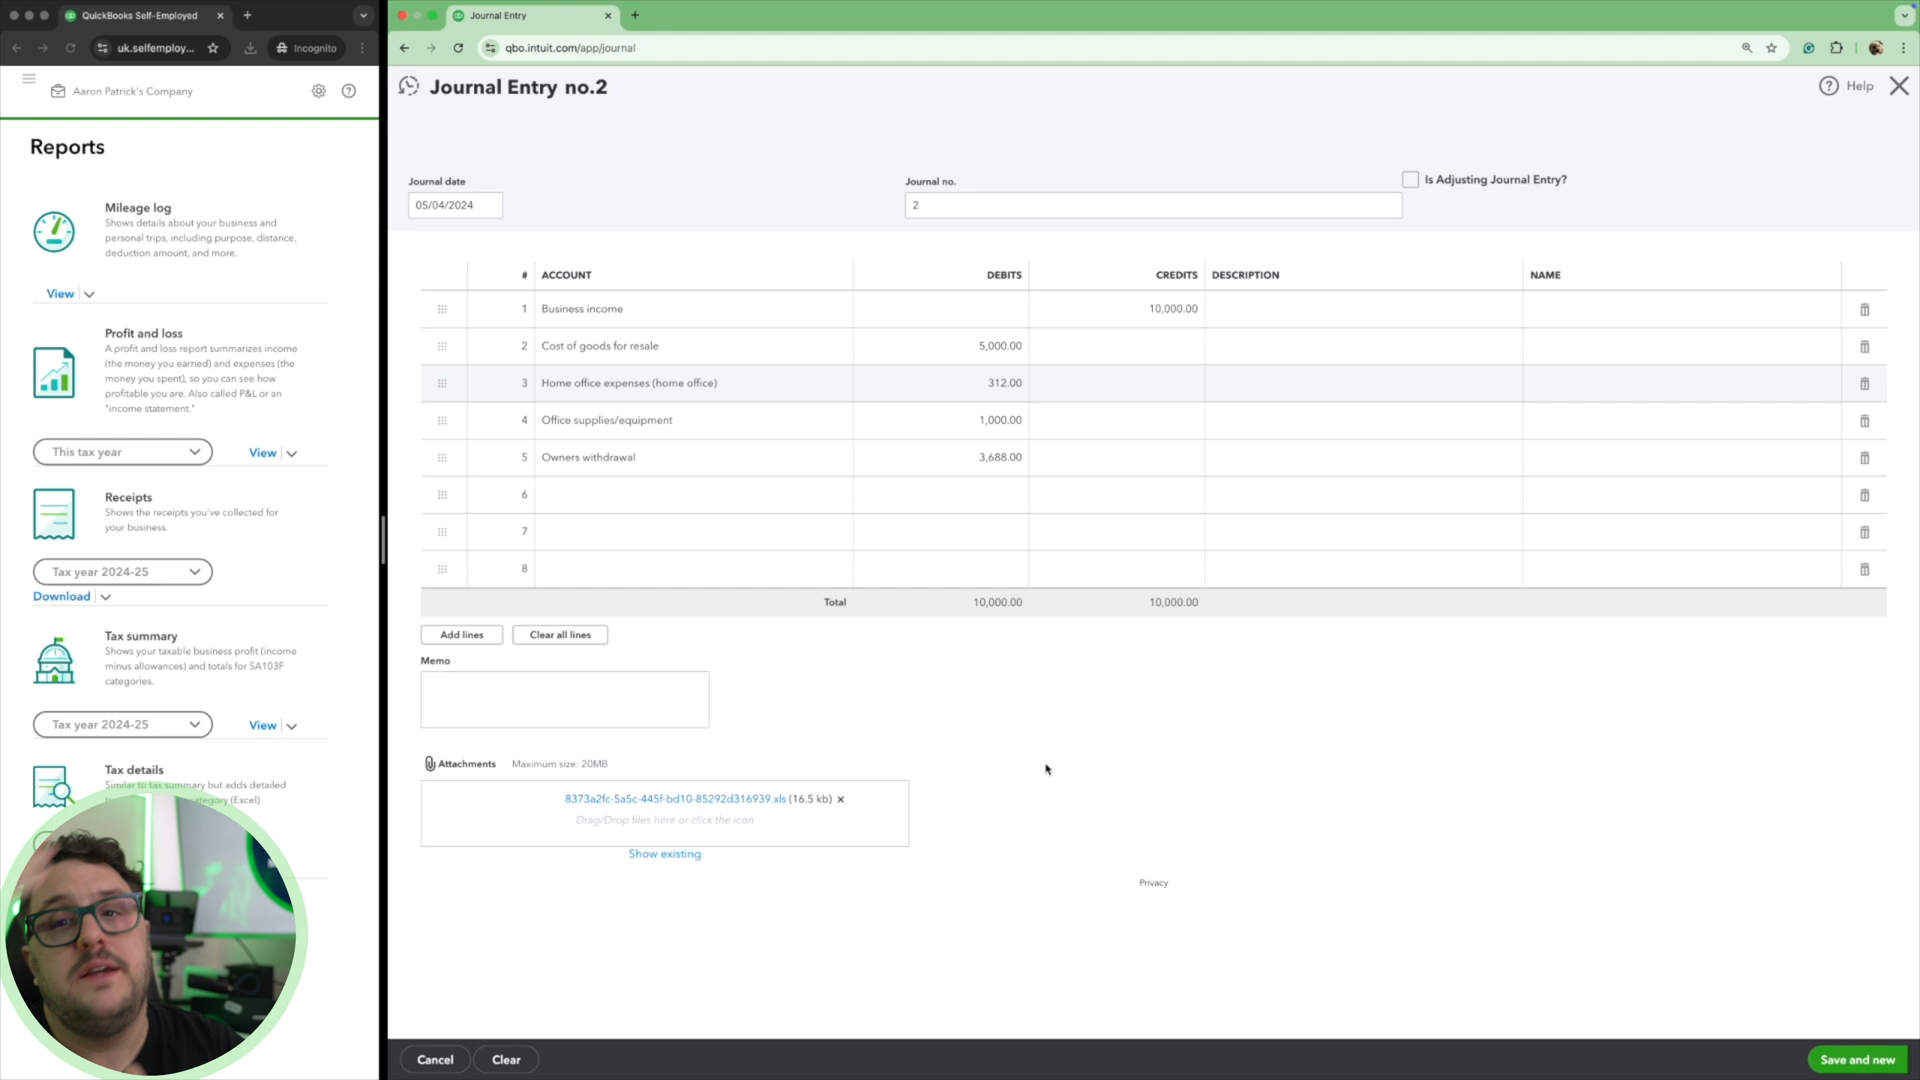 QuickBooks Self-Employed
uk.selfemploy...
Incognito
Aaron Patrick's Company
Reports
Mileage log
Shows details about your business and
personal trips, including purpose, distance,
deduction amount, and more.
View
Profit and loss
A profit and loss report summarizes income
(the money you earned) and expenses (the
money you spent), so you can see how
profitable you are. Also called P&L or an
"income statement."
This tax year
View
Receipts
Shows the receipts you've collected for
your business.
Tax year 2024-25
Download
Tax summary
Shows your taxable business profit (income
minus allowances) and totals for SA103F
categories.
Tax year 2024-25
View
Tax details
Similar to tax summary but adds detailed
category (Excel)
Journal Entry
qbo.intuit.com/app/journal
Journal Entry no.2
Help
Journal date
05/04/2024
Journal no.
2
Is Adjusting Journal Entry?
# ACCOUNT DEBITS CREDITS DESCRIPTION NAME
1 Business income 10,000.00
2 Cost of goods for resale 5,000.00
3 Home office expenses (home office) 312.00
4 Office supplies/equipment 1,000.00
5 Owners withdrawal 3,688.00
6
7
8
Total 10,000.00 10,000.00
Add lines Clear all lines
Memo
Attachments Maximum size: 20MB
8373a2fc-5a5c-445f-bd10-85292d316939.xls (16.5 kb)
Drag/Drop files here or click the icon
Show existing
Privacy
Cancel Clear Save and new